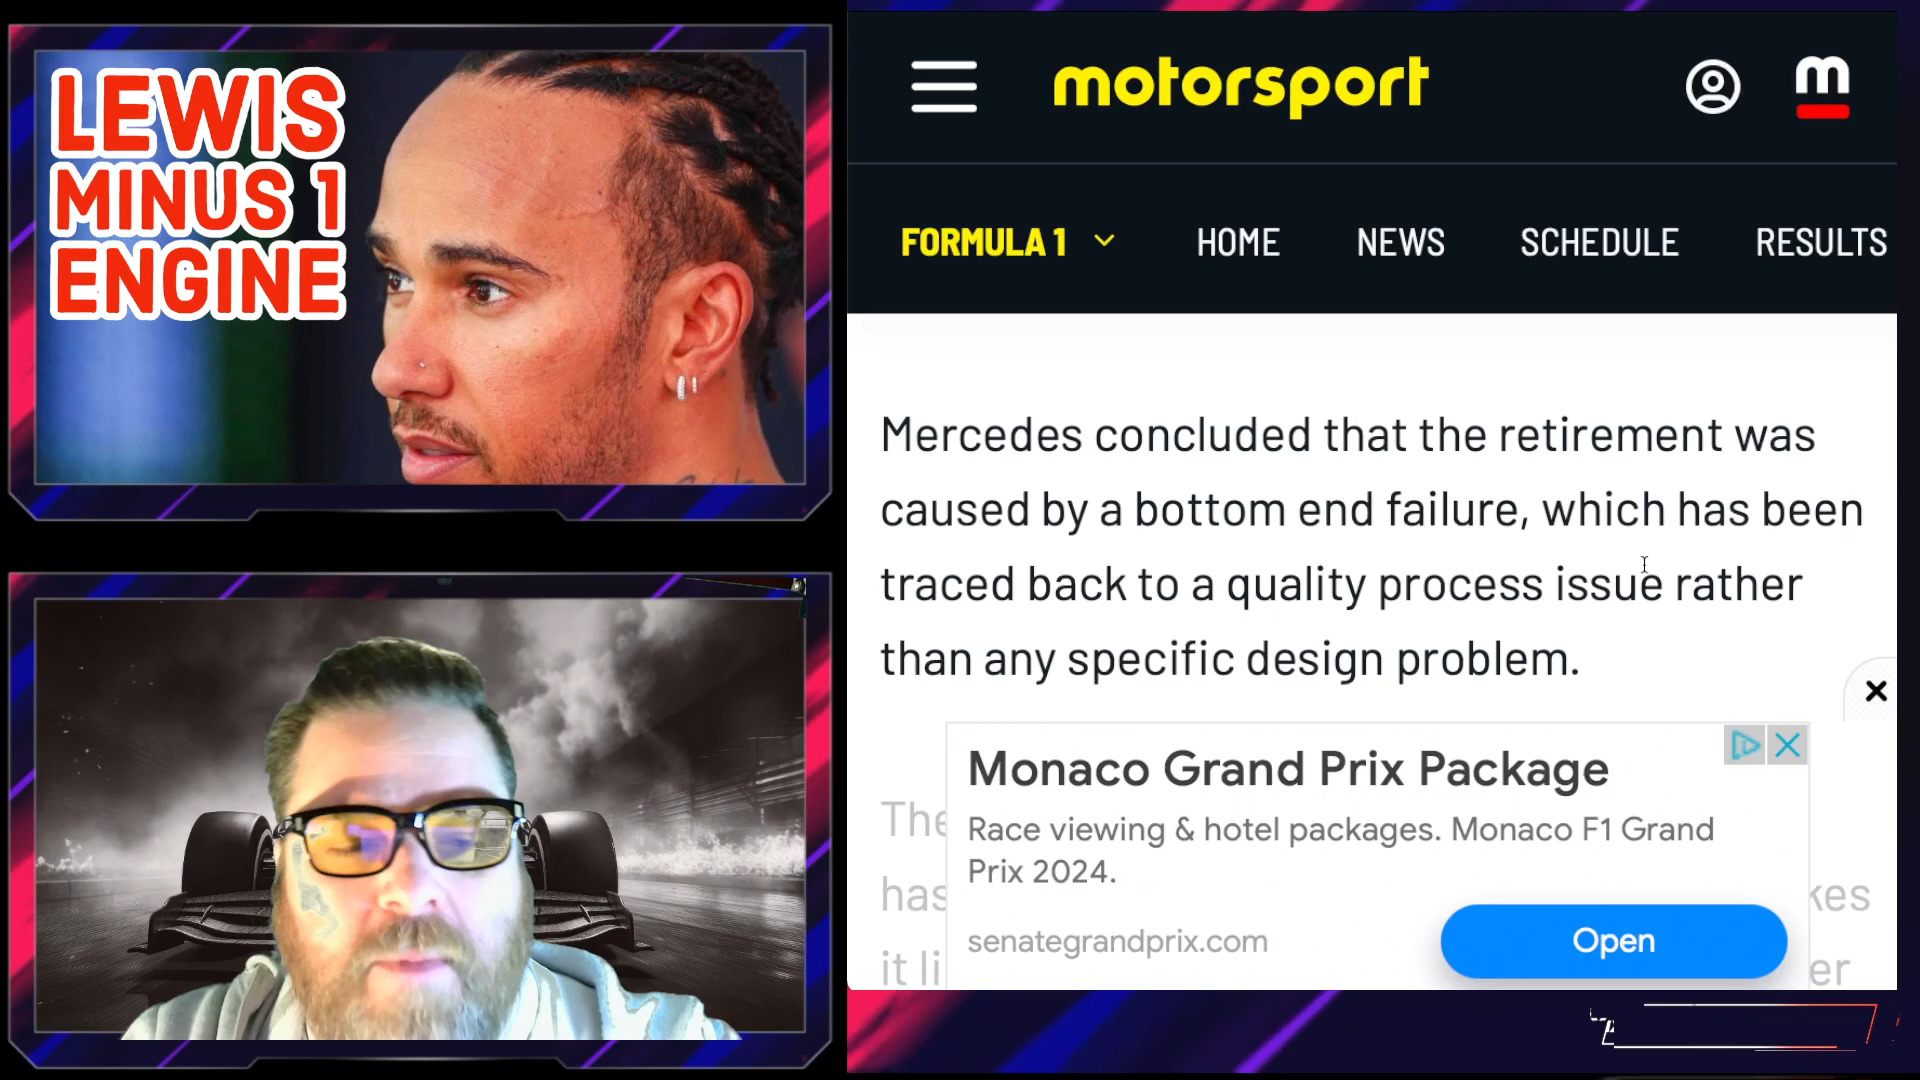 LEWIS
MINUS 1
ENGINE
motorsport
m
FORMULA 1
HOME
NEWS
SCHEDULE
RESULTS
Mercedes concluded that the retirement was
caused by a bottom end failure, which has been
traced back to a quality process issue rather
than any specific design problem.
Monaco Grand Prix Package
Race viewing & hotel packages. Monaco F1 Grand
Prix 2024.
senategrandprix.com
Open